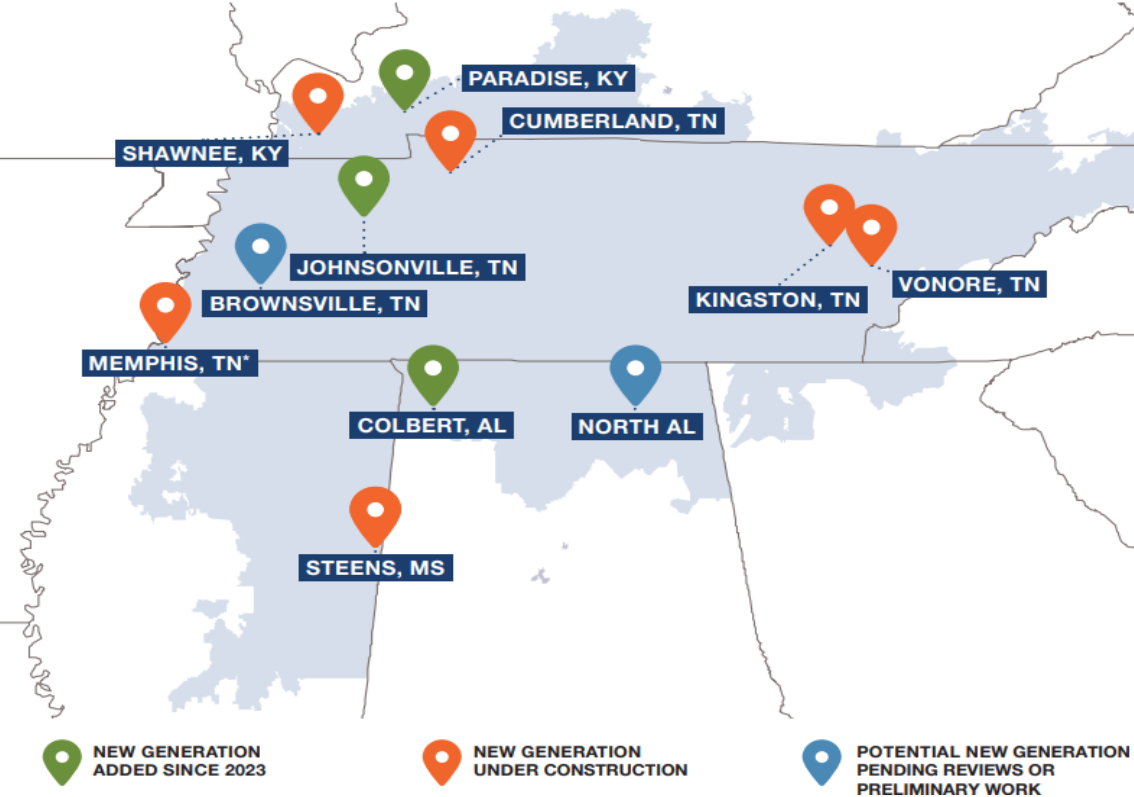 PARADISE, KY
CUMBERLAND, TN
SHAWNEE, KY
JOHNSONVILLE, TN
BROWNSVILLE, TN
KINGSTON, TN
VONORE, TN
MEMPHIS, TN*
COLBERT, AL
NORTH AL
STEENS, MS
NEW GENERATION
ADDED SINCE 2023
NEW GENERATION
UNDER CONSTRUCTION
POTENTIAL NEW GENERATION
PENDING REVIEWS OR
PRELIMINARY WORK